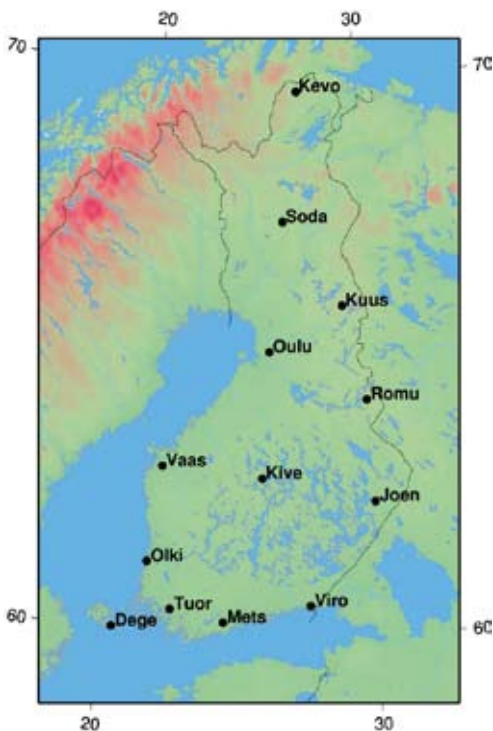 20 30
70 70
Kevo
Soda
Kuus
Oulu
Romu
Vaas
Kive
Joen
Olki
Tuor
Viro
Mets
Dege
60 60
20 30